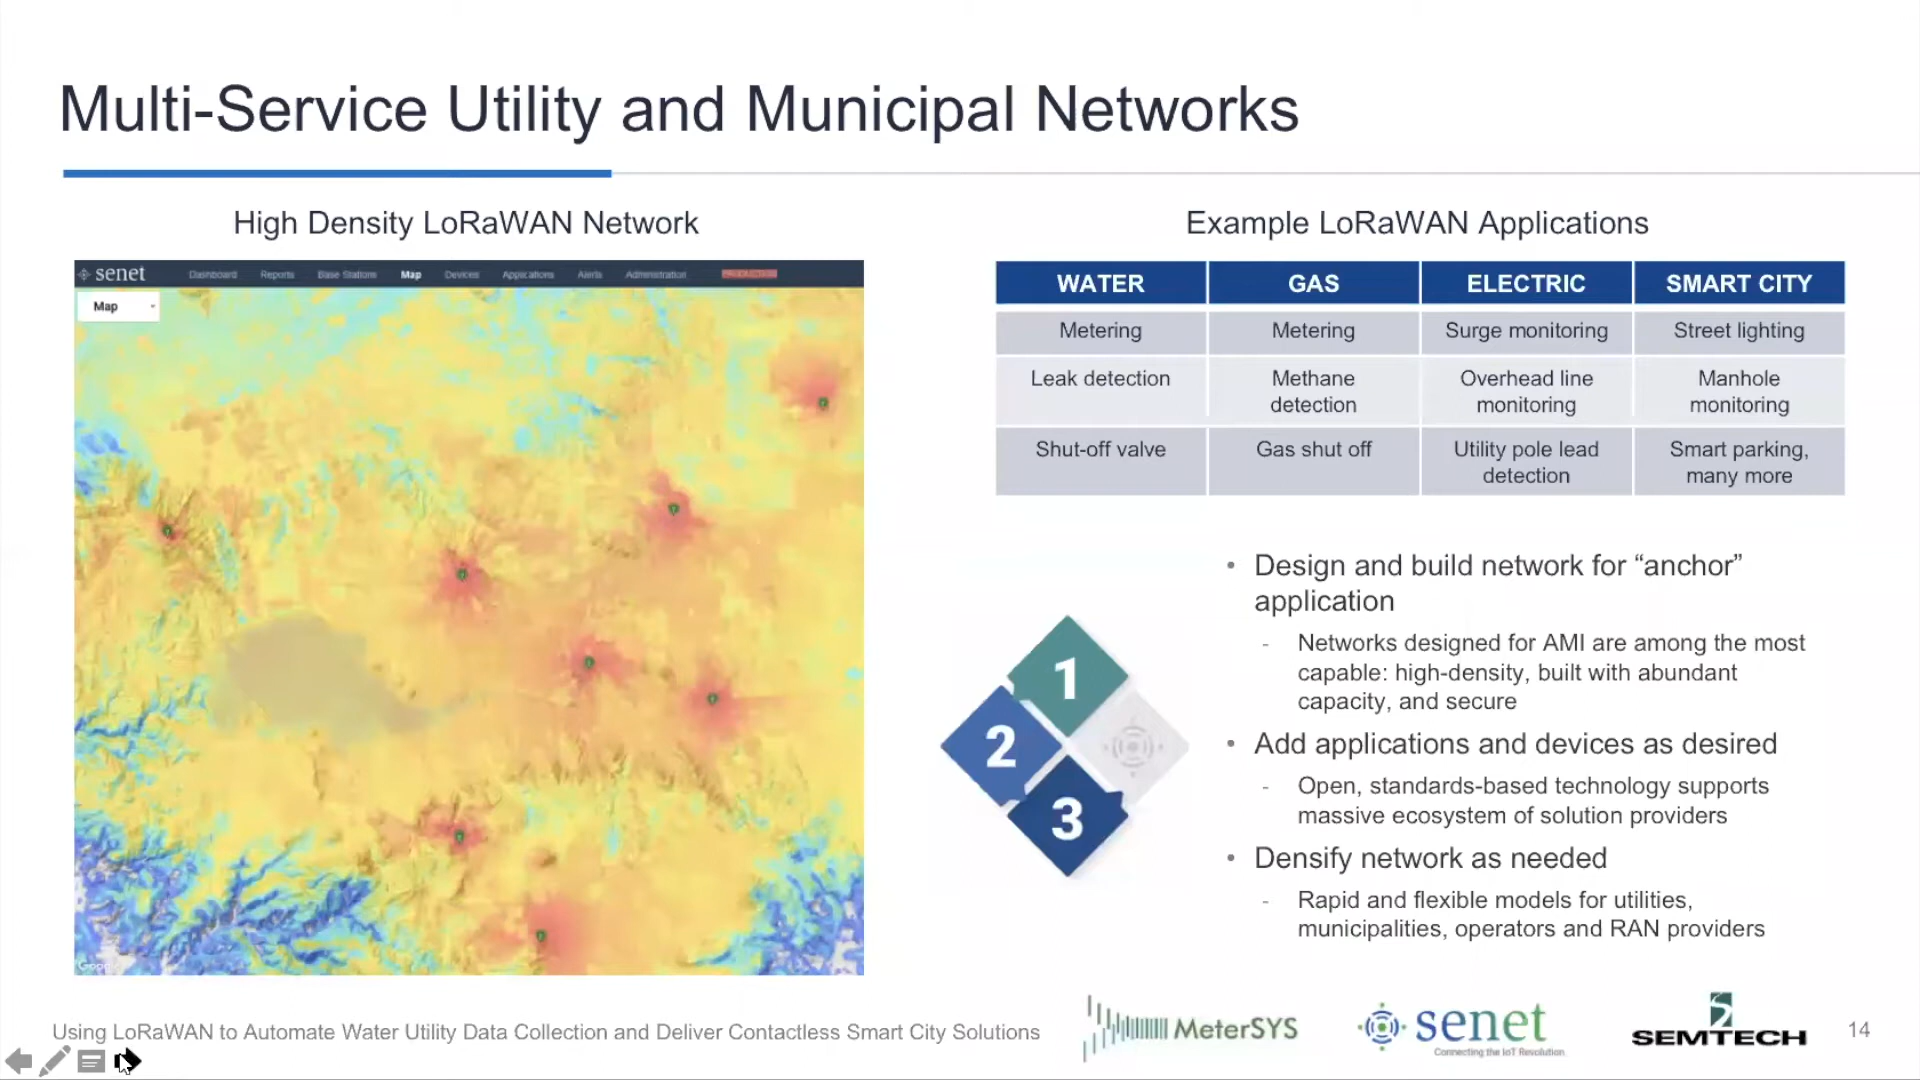 Multi-Service Utility and Municipal Networks
High Density LoRaWAN Network
senet Dashboard Reports Base Stations Map Devices Applications Alerts Administration PRODUCTION
Map
Google
Example LoRaWAN Applications
WATER GAS ELECTRIC SMART CITY
Metering Metering Surge monitoring Street lighting
Leak detection Methane detection Overhead line monitoring Manhole monitoring
Shut-off valve Gas shut off Utility pole lead detection Smart parking, many more
1
2
3
• Design and build network for “anchor”
application
- Networks designed for AMI are among the most
capable: high-density, built with abundant
capacity, and secure
• Add applications and devices as desired
- Open, standards-based technology supports
massive ecosystem of solution providers
• Densify network as needed
- Rapid and flexible models for utilities,
municipalities, operators and RAN providers
Using LoRaWAN to Automate Water Utility Data Collection and Deliver Contactless Smart City Solutions
MeterSYS
senet
Connecting the IoT Revolution
SEMTECH
14